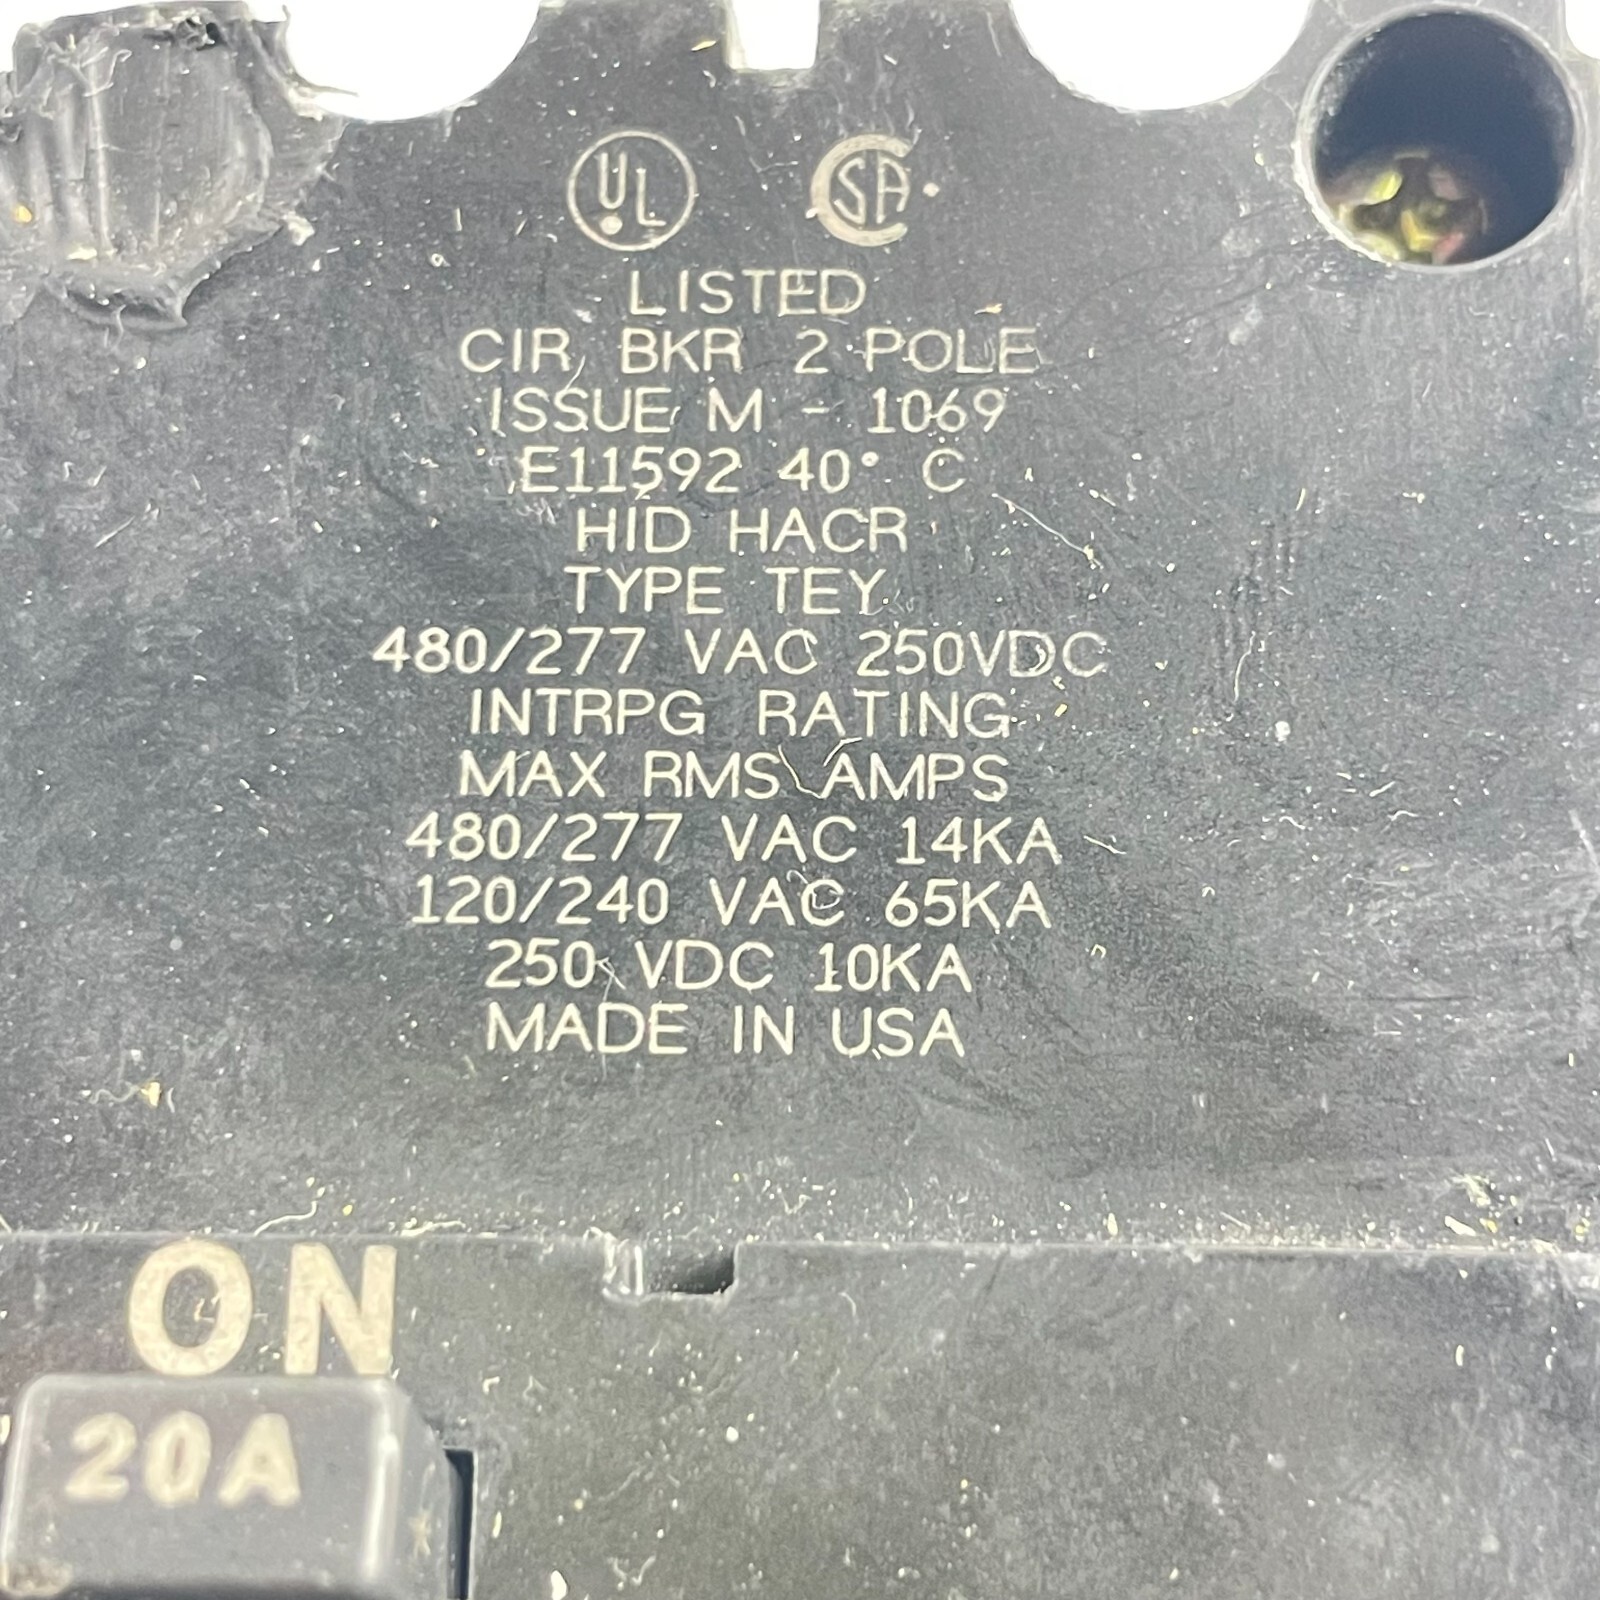 UL SA
LISTED
CIR BKR 2 POLE
ISSUE M - 1069
E11592 40° C
HID HACR
TYPE TEY
480/277 VAC 250VDC
INTRPG RATING
MAX RMS AMPS
480/277 VAC 14KA
120/240 VAC 65KA
250 VDC 10KA
MADE IN USA
ON
20A